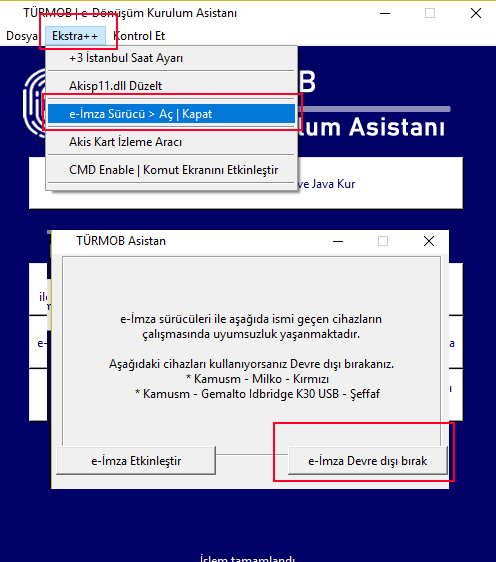 TÜRMOB | e-Dönüşüm Kurulum Asistanı
Dosya Ekstra++ Kontrol Et
+3 İstanbul Saat Ayarı
Akisp11.dll Düzelt
e-İmza Sürücü > Aç | Kapat
Akis Kart İzleme Aracı
CMD Enable | Komut Ekranını Etkinleştir
OB
lum Asistanı
ve Java Kur
TÜRMOB Asistan
e-İmza sürücüleri ile aşağıda ismi geçen cihazların
çalışmasında uyumsuzluk yaşanmaktadır.
Aşağıdaki cihazları kullanıyorsanız Devre dışı bırakanız.
* Kamusm - Milko - Kırmızı
* Kamusm - Gemalto Idbridge K30 USB - Şeffaf
e-İmza Etkinleştir
e-İmza Devre dışı bırak
İşlem tamamlandı